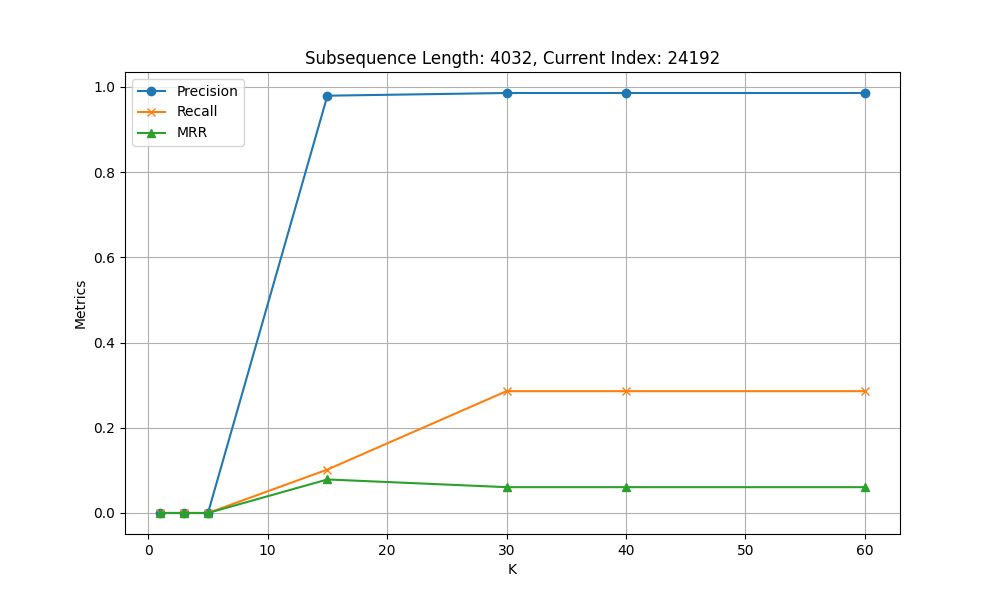 Subsequence Length: 4032, Current Index: 24192
Precision
Recall
MRR
1.0
0.8
0.6
0.4
0.2
0.0
Metrics
0 10 20 30 40 50 60
K